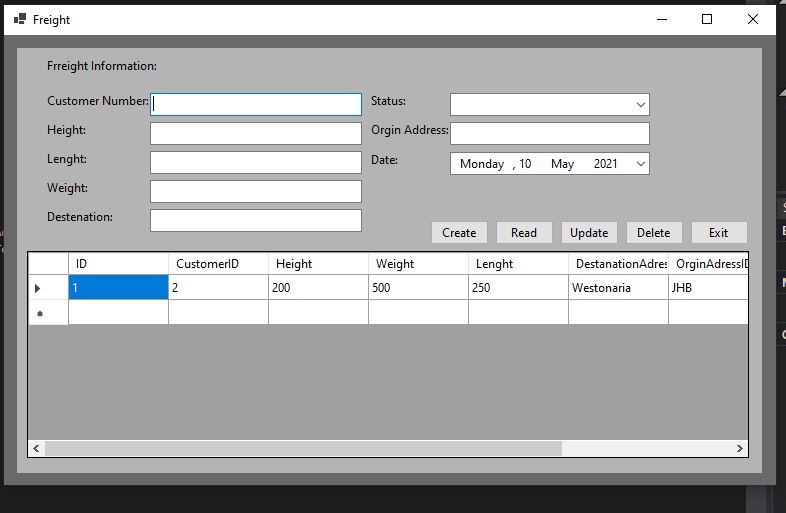 Freight
Frreight Information:
Customer Number:
Status:
Height:
Orgin Address:
Lenght:
Date: Monday , 10 May 2021
Weight:
Destenation:
Create Read Update Delete Exit
ID CustomerID Height Weight Lenght DestanationAdres OrginAdressID
1 2 200 500 250 Westonaria JHB